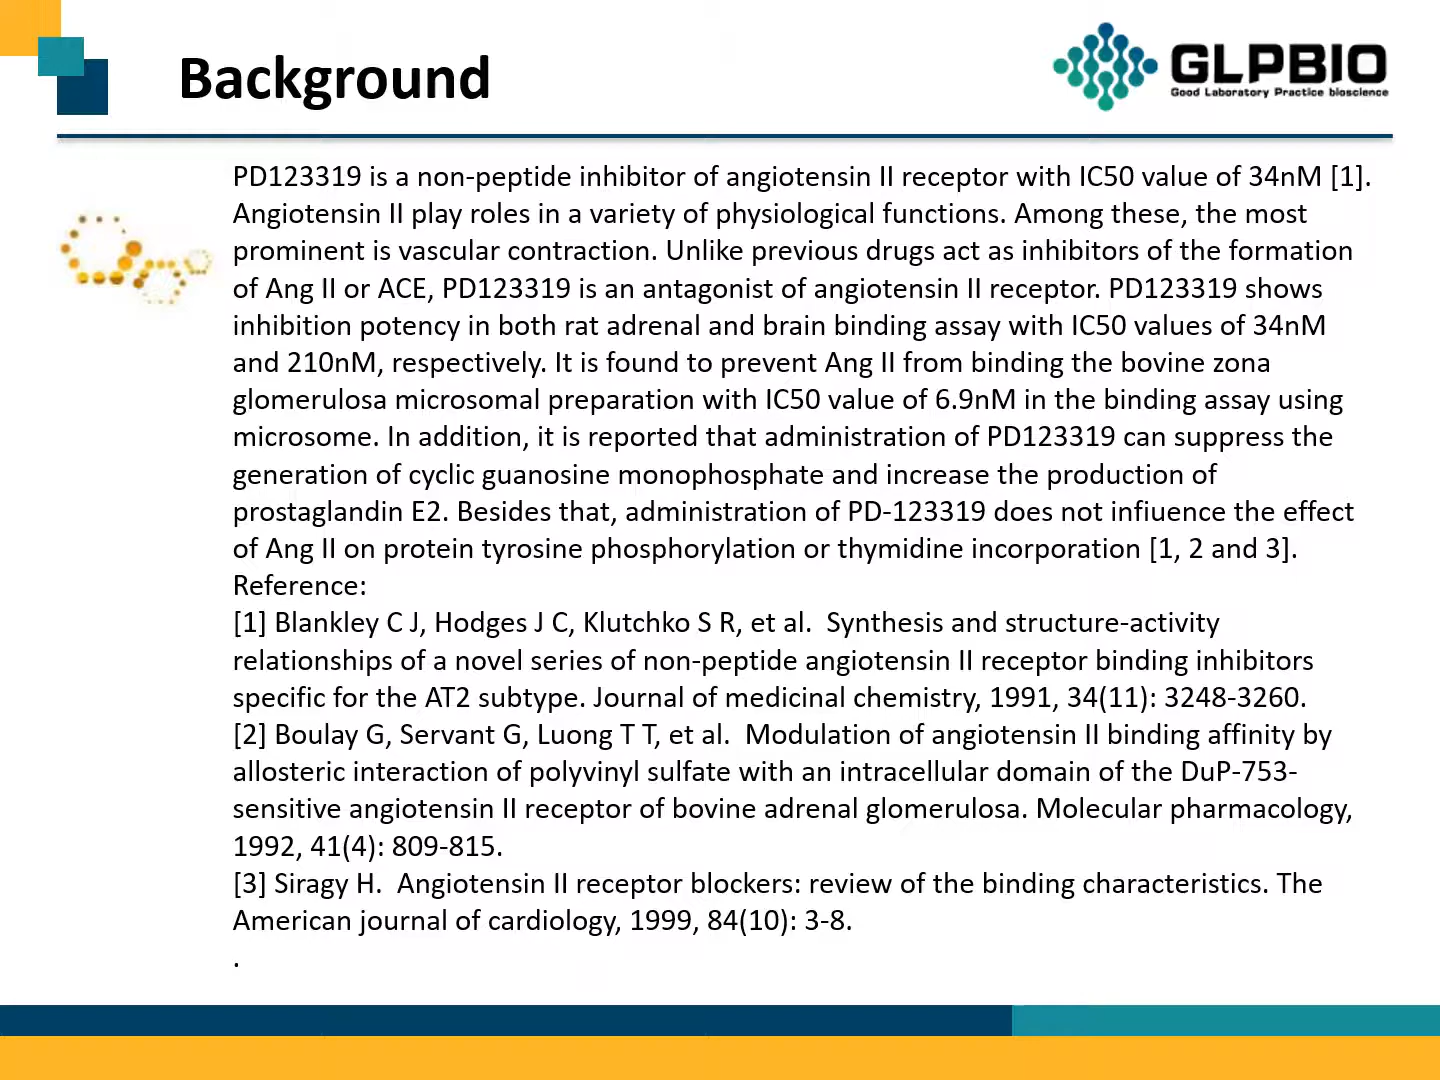 Background
GLPBIO
Good Laboratory Practice bioscience
PD123319 is a non-peptide inhibitor of angiotensin II receptor with IC50 value of 34nM [1].
Angiotensin II play roles in a variety of physiological functions. Among these, the most
prominent is vascular contraction. Unlike previous drugs act as inhibitors of the formation
of Ang II or ACE, PD123319 is an antagonist of angiotensin II receptor. PD123319 shows
inhibition potency in both rat adrenal and brain binding assay with IC50 values of 34nM
and 210nM, respectively. It is found to prevent Ang II from binding the bovine zona
glomerulosa microsomal preparation with IC50 value of 6.9nM in the binding assay using
microsome. In addition, it is reported that administration of PD123319 can suppress the
generation of cyclic guanosine monophosphate and increase the production of
prostaglandin E2. Besides that, administration of PD-123319 does not infiuence the effect
of Ang II on protein tyrosine phosphorylation or thymidine incorporation [1, 2 and 3].
Reference:
[1] Blankley C J, Hodges J C, Klutchko S R, et al.  Synthesis and structure-activity
relationships of a novel series of non-peptide angiotensin II receptor binding inhibitors
specific for the AT2 subtype. Journal of medicinal chemistry, 1991, 34(11): 3248-3260.
[2] Boulay G, Servant G, Luong T T, et al.  Modulation of angiotensin II binding affinity by
allosteric interaction of polyvinyl sulfate with an intracellular domain of the DuP-753-
sensitive angiotensin II receptor of bovine adrenal glomerulosa. Molecular pharmacology,
1992, 41(4): 809-815.
[3] Siragy H.  Angiotensin II receptor blockers: review of the binding characteristics. The
American journal of cardiology, 1999, 84(10): 3-8.
.